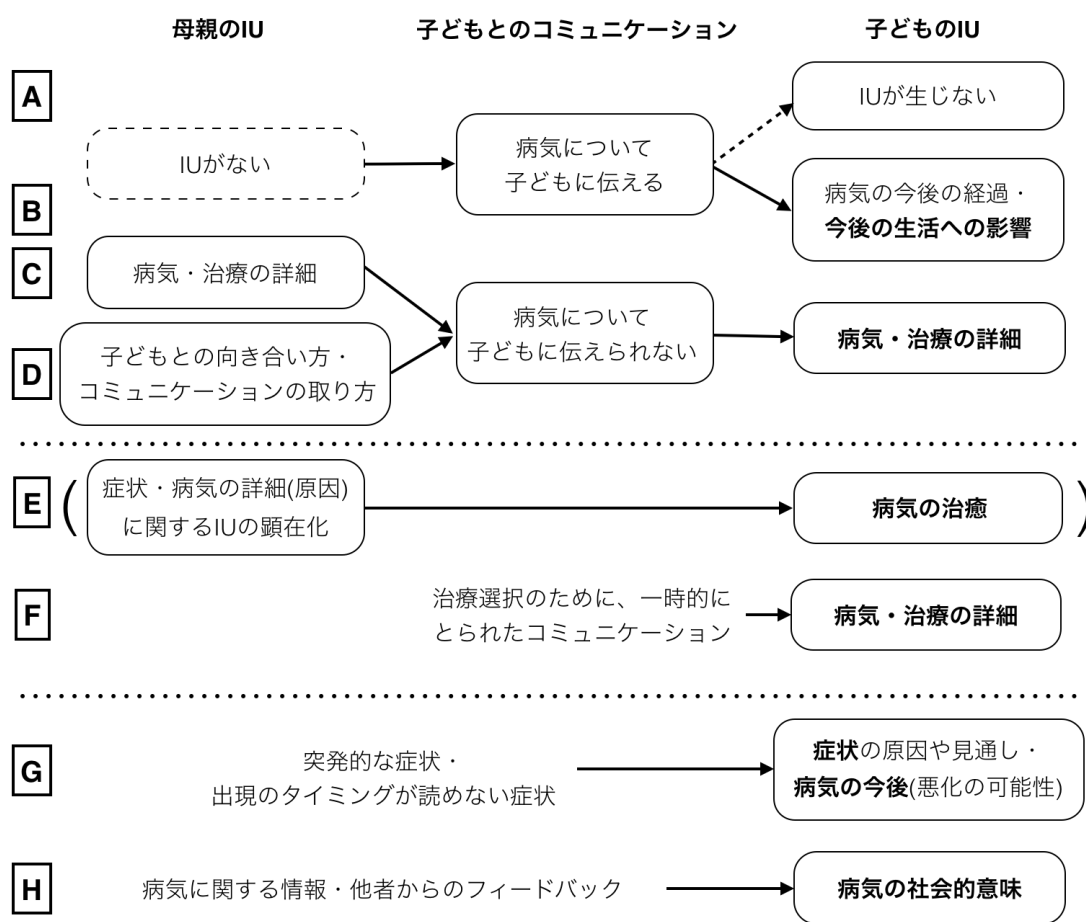 母親のIU
子どもとのコミュニケーション
子どものIU
A
IUが生じない
IUがない
病気について
子どもに伝える
B
病気の今後の経過・
今後の生活への影響
C
病気・治療の詳細
病気について
子どもに伝えられない
病気・治療の詳細
D
子どもとの向き合い方・
コミュニケーションの取り方
E
(
症状・病気の詳細(原因)
に関するIUの顕在化
病気の治癒
)
F
治療選択のために、一時的に
とられたコミュニケーション
病気・治療の詳細
G
突発的な症状・
出現のタイミングが読めない症状
症状の原因や見通し・
病気の今後(悪化の可能性)
H
病気に関する情報・他者からのフィードバック
病気の社会的意味